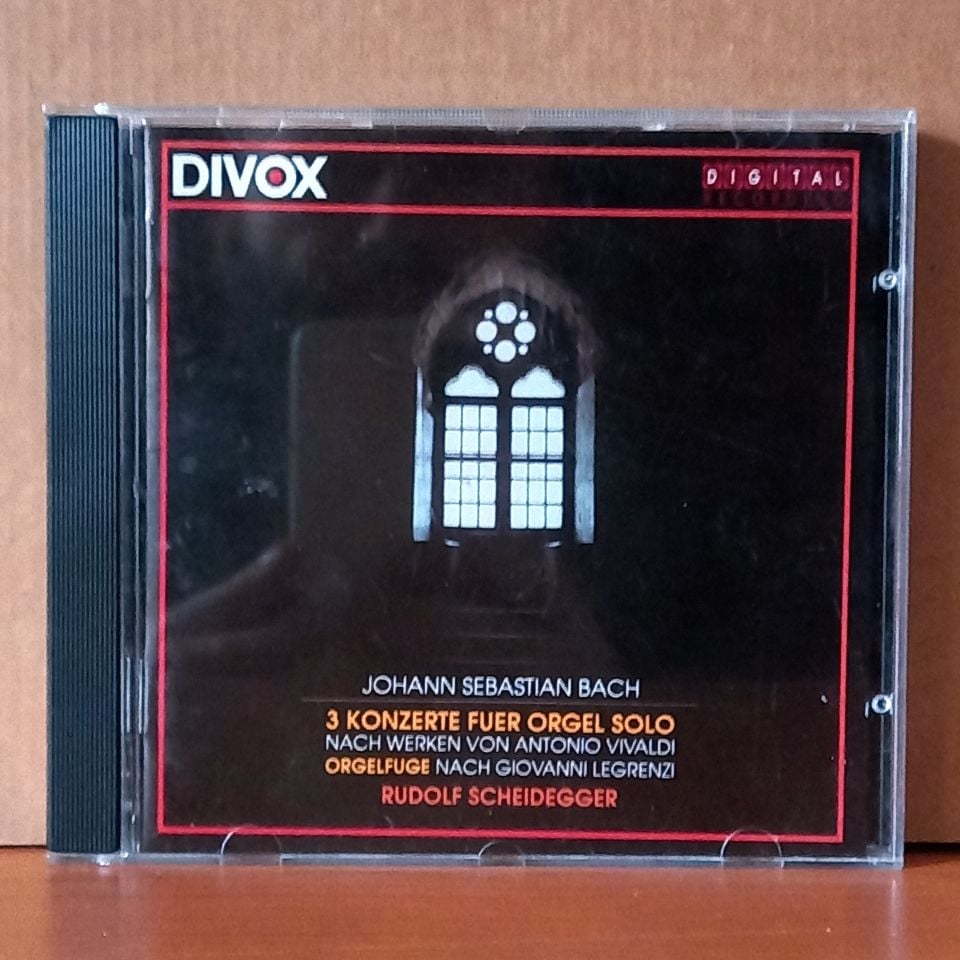 DIVOX
DIGITAL
RECORDING
JOHANN SEBASTIAN BACH
3 KONZERTE FUER ORGEL SOLO
NACH WERKEN VON ANTONIO VIVALDI
ORGELFUGE NACH GIOVANNI LEGRENZI
RUDOLF SCHEIDEGGER